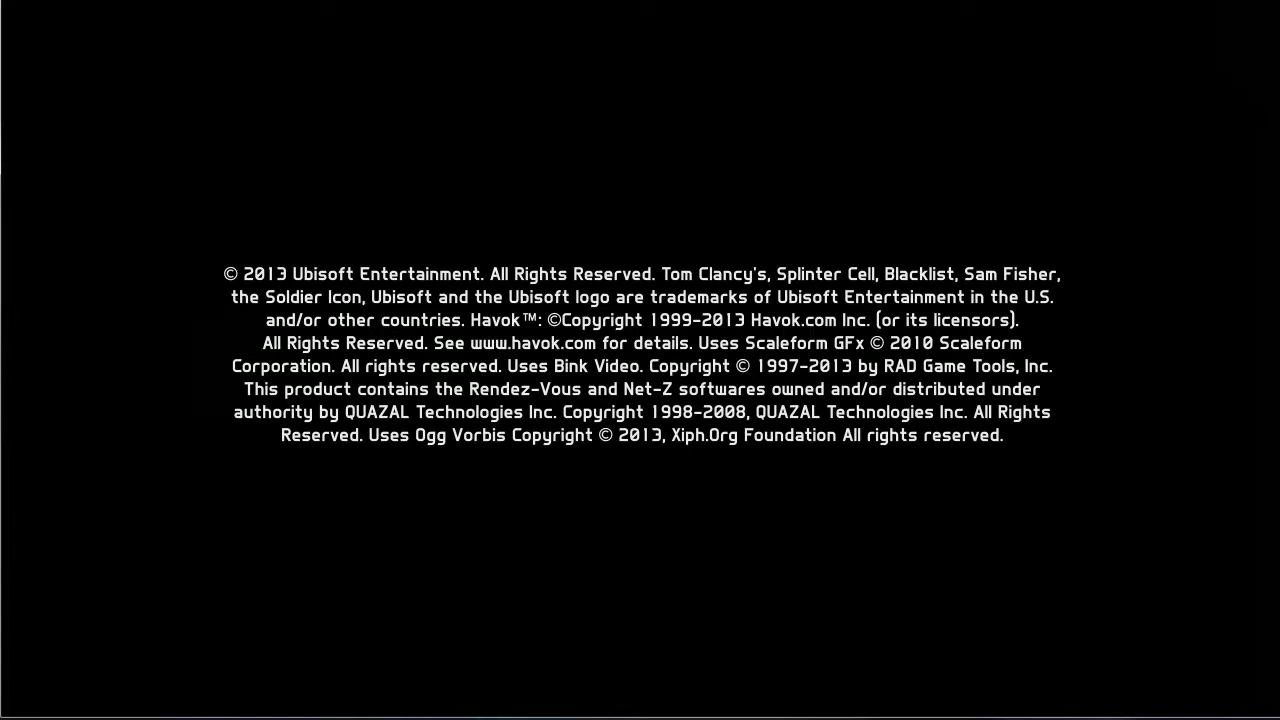 © 2013 Ubisoft Entertainment. All Rights Reserved. Tom Clancy's, Splinter Cell, Blacklist, Sam Fisher,
the Soldier Icon, Ubisoft and the Ubisoft logo are trademarks of Ubisoft Entertainment in the U.S.
and/or other countries. Havok™: ©Copyright 1999-2013 Havok.com Inc. (or its licensors).
All Rights Reserved. See www.havok.com for details. Uses Scaleform GFx © 2010 Scaleform
Corporation. All rights reserved. Uses Bink Video. Copyright © 1997-2013 by RAD Game Tools, Inc.
This product contains the Rendez-Vous and Net-Z softwares owned and/or distributed under
authority by QUAZAL Technologies Inc. Copyright 1998-2008, QUAZAL Technologies Inc. All Rights
Reserved. Uses Ogg Vorbis Copyright © 2013, Xiph.Org Foundation All rights reserved.